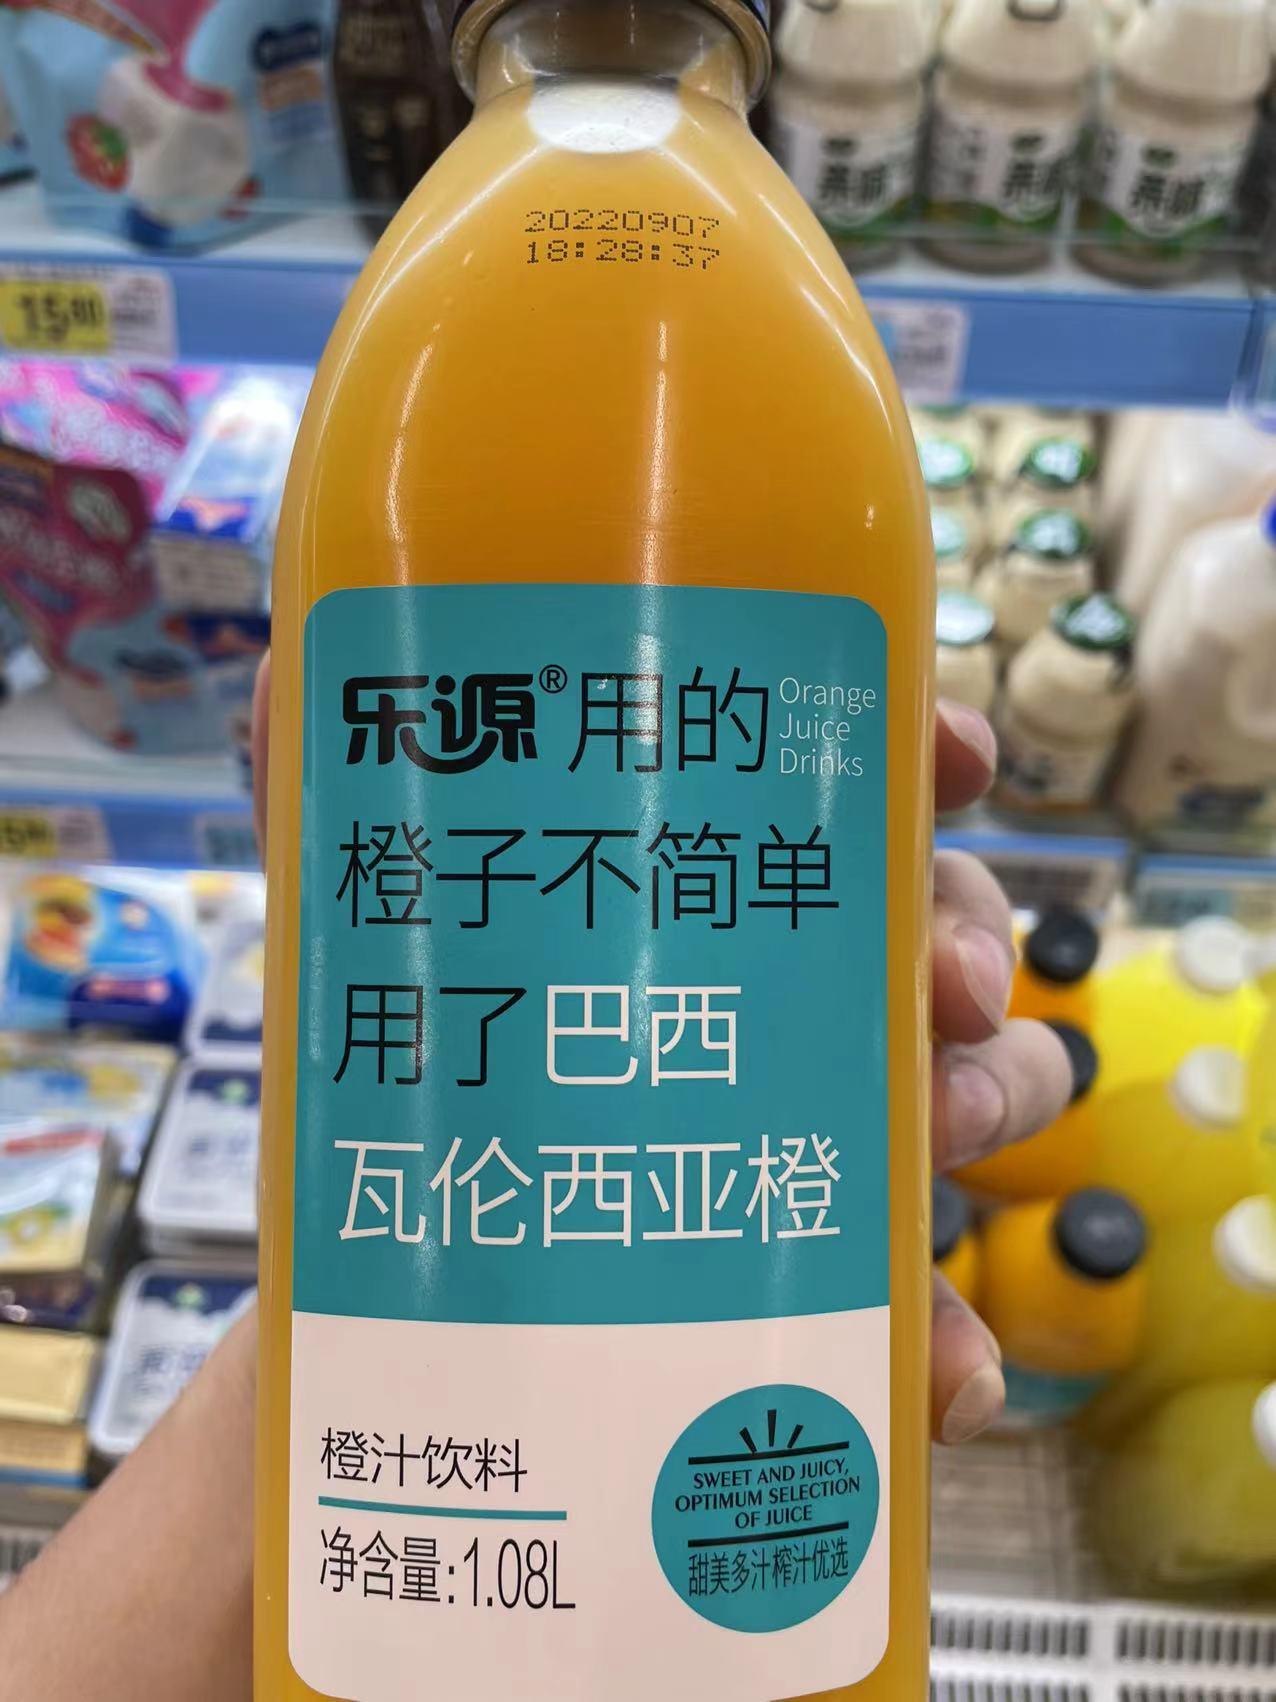 20220907
18:28:37
乐源® 用的
Orange
Juice
Drinks
橙子不简单
用了巴西
瓦伦西亚橙
橙汁饮料
净含量:1.08L
SWEET AND JUICY,
OPTIMUM SELECTION
OF JUICE
甜美多汁榨汁优选